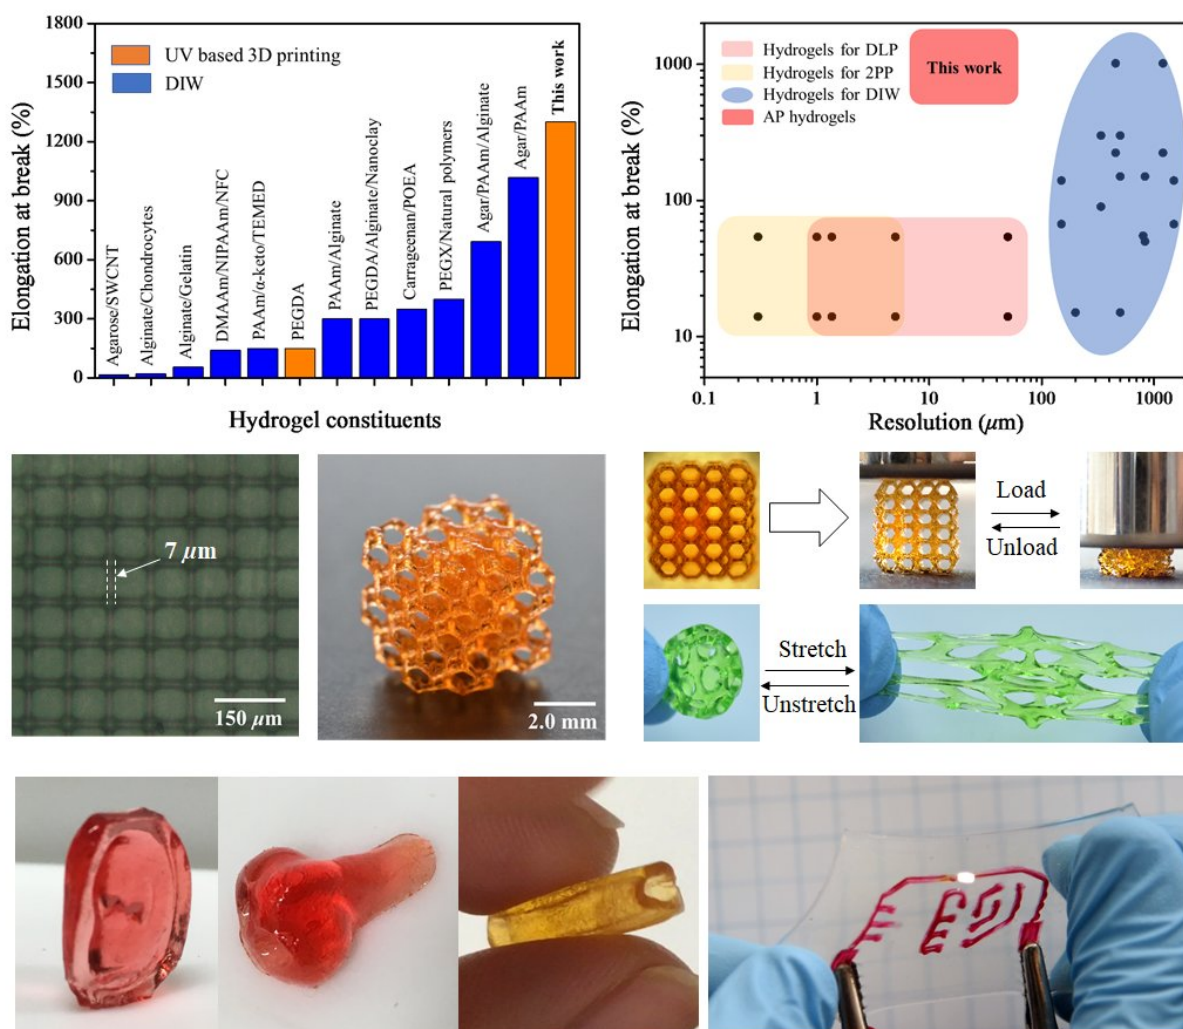 1800
1500
1200
900
600
300
0
Elongation at break (%)
UV based 3D printing
DIW
Agarose/SWCNT
Alginate/Chondrocytes
Alginate/Gelatin
DMAAm/NIPAAm/NFC
PAAm/α-keto/TEMED
PEGDA
PAAm/Alginate
PEGDA/Alginate/Nanoclay
Carrageenan/POEA
PEGX/Natural polymers
Agar/PAAm/Alginate
Agar/PAAm
This work
Hydrogel constituents
1000
100
10
Elongation at break (%)
Hydrogels for DLP
Hydrogels for 2PP
Hydrogels for DIW
AP hydrogels
This work
0.1 1 10 100 1000
Resolution (μm)
7 μm
150 μm
2.0 mm
Load
Unload
Stretch
Unstretch